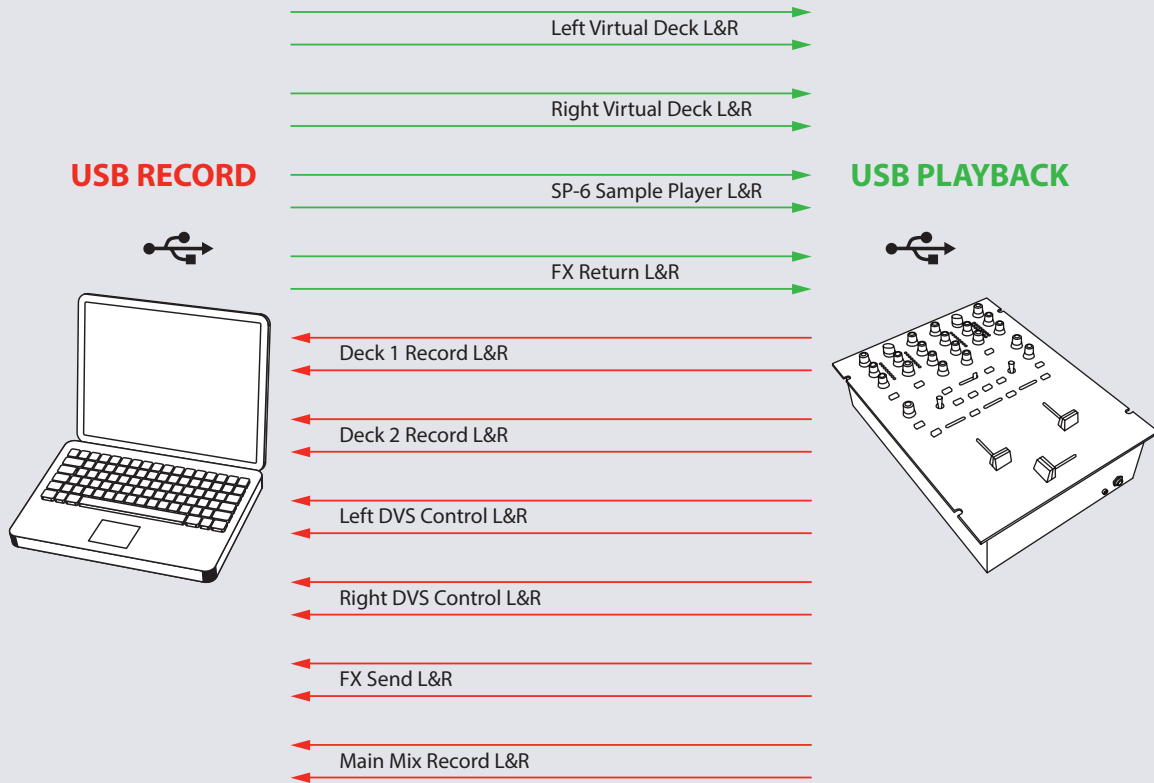 Left Virtual Deck L&R
Right Virtual Deck L&R
USB RECORD
SP-6 Sample Player L&R
USB PLAYBACK
FX Return L&R
Deck 1 Record L&R
Deck 2 Record L&R
Left DVS Control L&R
Right DVS Control L&R
FX Send L&R
Main Mix Record L&R